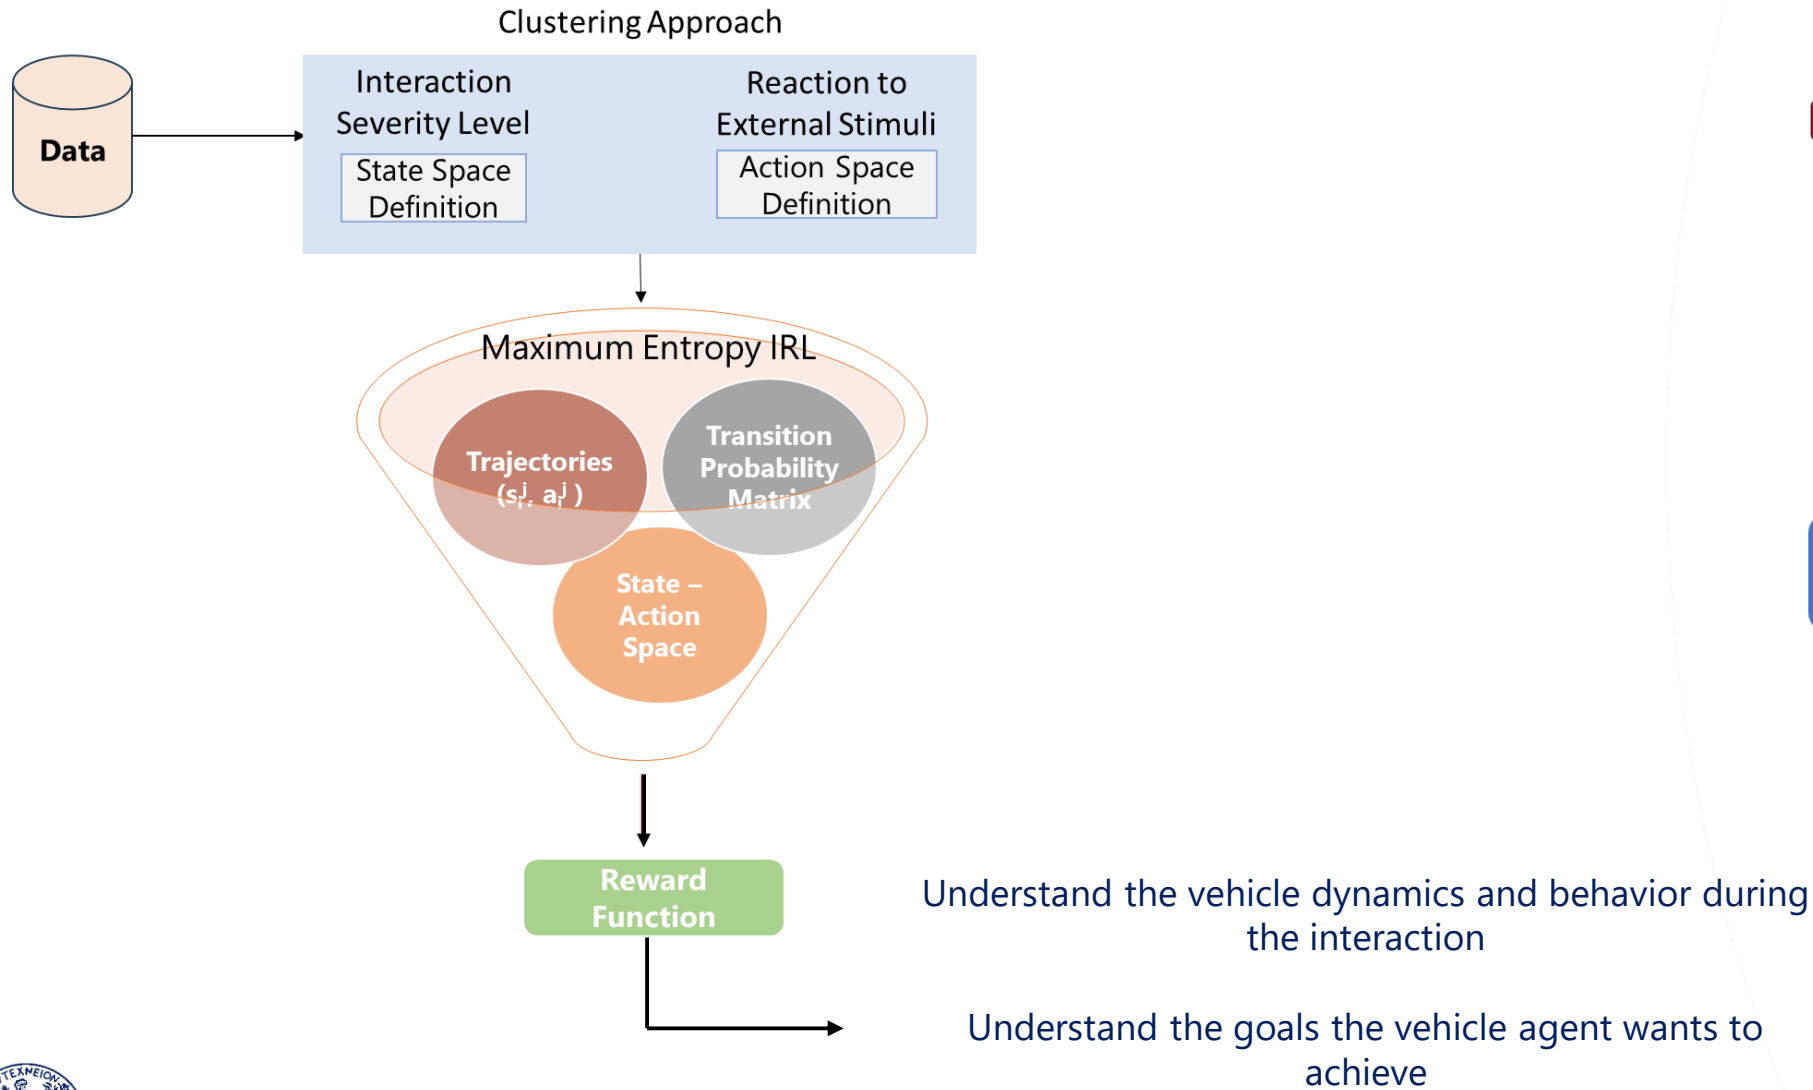 Clustering Approach
Data
Interaction
Severity Level
State Space
Definition
Reaction to
External Stimuli
Action Space
Definition
Maximum Entropy IRL
Trajectories
(s_i^j, a_i^j )
Transition
Probability
Matrix
State –
Action
Space
Reward
Function
Understand the vehicle dynamics and behavior during
the interaction
Understand the goals the vehicle agent wants to
achieve